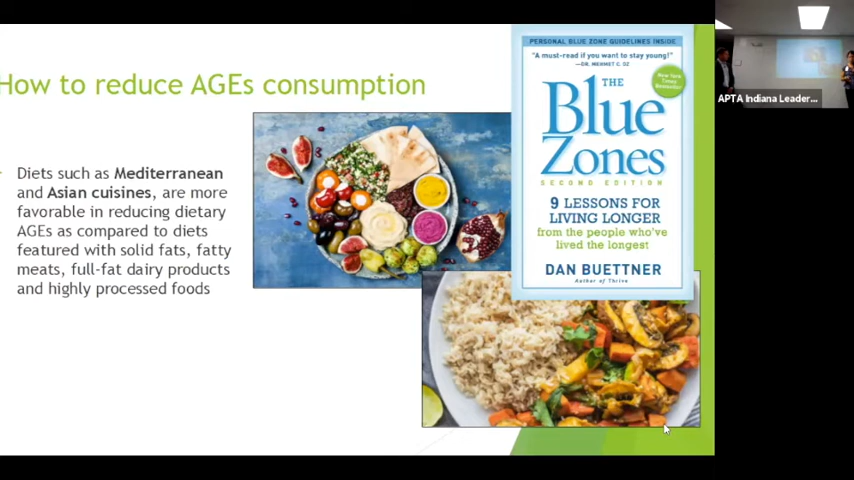 How to reduce AGEs consumption
Diets such as Mediterranean
and Asian cuisines, are more
favorable in reducing dietary
AGEs as compared to diets
featured with solid fats, fatty
meats, full-fat dairy products
and highly processed foods
PERSONAL BLUE ZONE GUIDELINES INSIDE
"A must-read if you want to stay young!"
—DR. MEHMET C. OZ
New York
Times
Bestseller
THE
Blue
Zones
SECOND EDITION
9 LESSONS FOR
LIVING LONGER
from the people who've
lived the longest
DAN BUETTNER
Author of Thrive
APTA Indiana Leader...